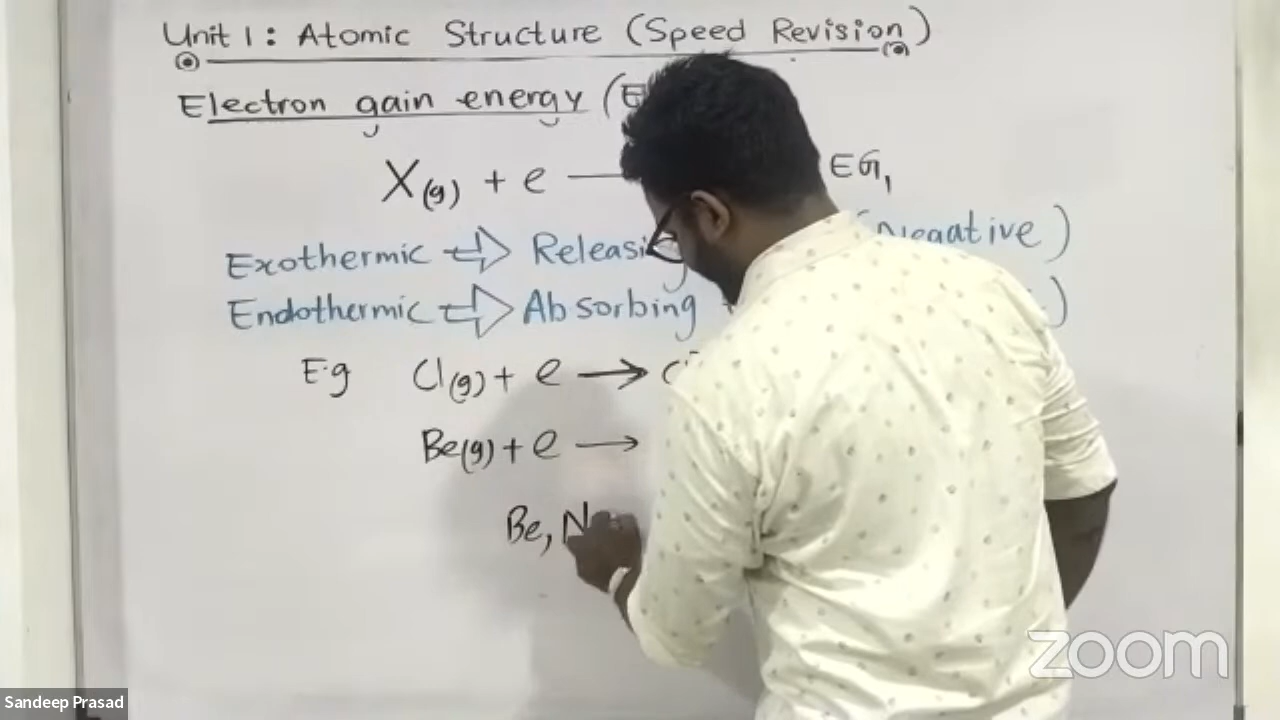 Unit 1: Atomic Structure (Speed Revision)
Electron gain energy (E
X(g) + e — EG1
Exothermic ⇒ Releasing (Negative)
Endothermic ⇒ Absorbing )
E.g Cl(g) + e →
Be(g) + e →
Be, N
zoom
Sandeep Prasad